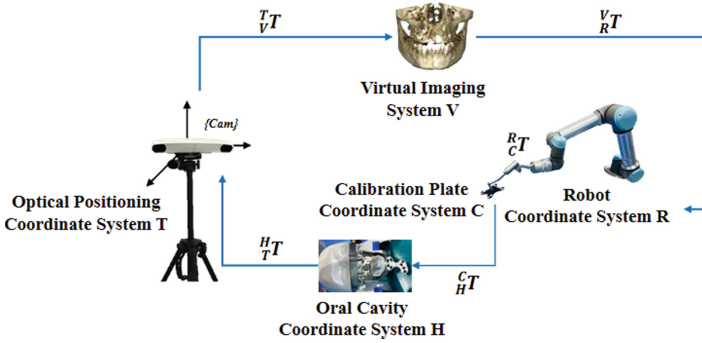 T
V T
V
R T
Virtual Imaging
System V
{Cam}
R
C T
Optical Positioning
Coordinate System T
Calibration Plate
Coordinate System C
Robot
Coordinate System R
H
T T
C
H T
Oral Cavity
Coordinate System H